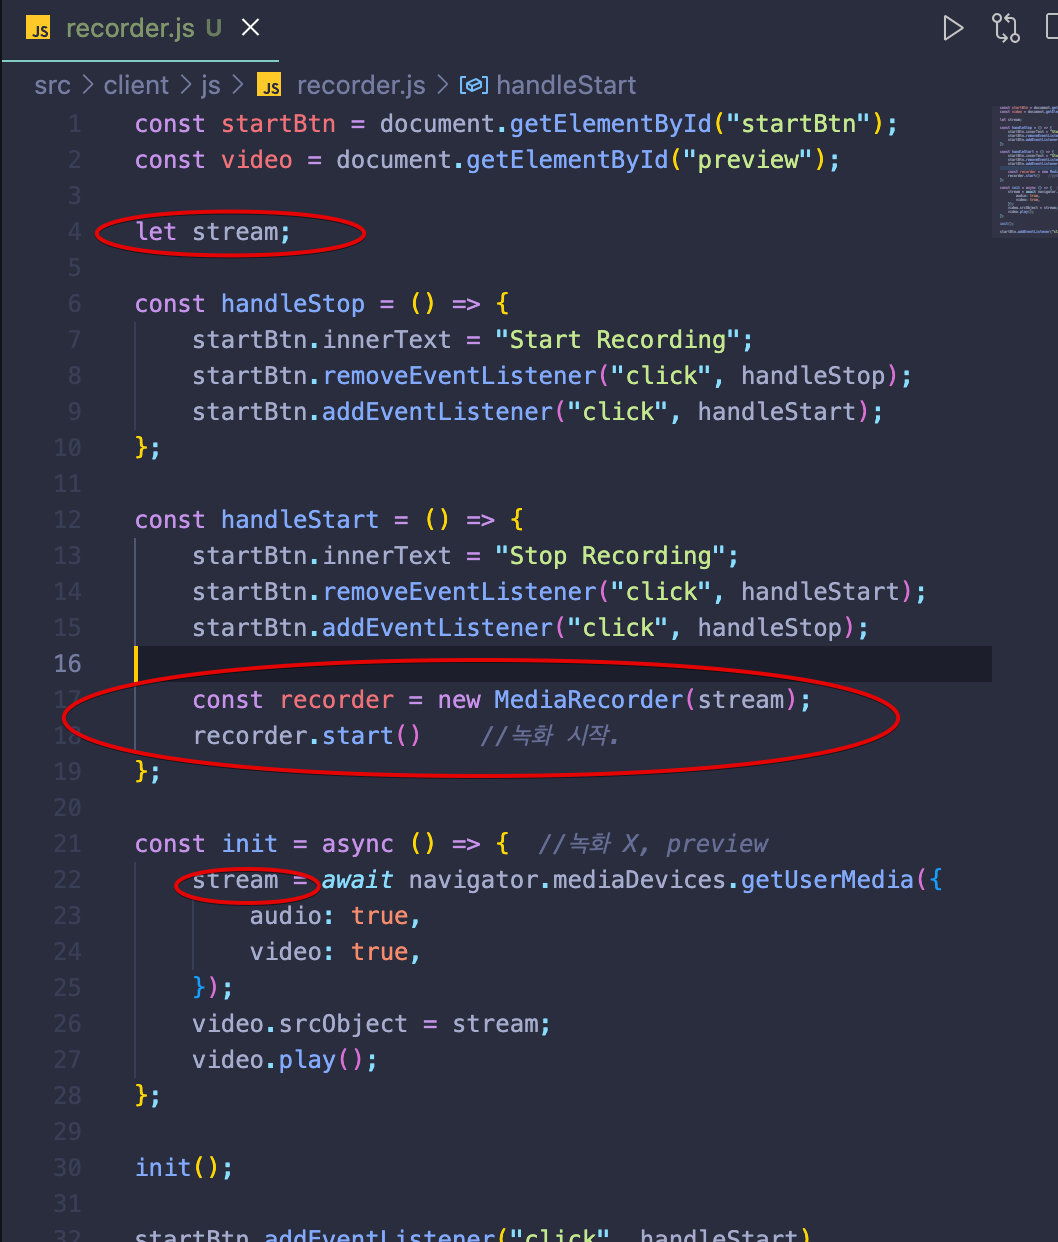 JS recorder.js U
src > client > js > JS recorder.js > handleStart
1 const startBtn = document.getElementById("startBtn");
2 const video = document.getElementById("preview");
3
4 let stream;
5
6 const handleStop = () => {
7 startBtn.innerText = "Start Recording";
8 startBtn.removeEventListener("click", handleStop);
9 startBtn.addEventListener("click", handleStart);
10 };
11
12 const handleStart = () => {
13 startBtn.innerText = "Stop Recording";
14 startBtn.removeEventListener("click", handleStart);
15 startBtn.addEventListener("click", handleStop);
16
17 const recorder = new MediaRecorder(stream);
18 recorder.start() //녹화 시작.
19 };
20
21 const init = async () => { //녹화 X, preview
22 stream = await navigator.mediaDevices.getUserMedia({
23 audio: true,
24 video: true,
25 });
26 video.srcObject = stream;
27 video.play();
28 };
29
30 init();
31
32 startBtn.addEventListener("click", handleStart)